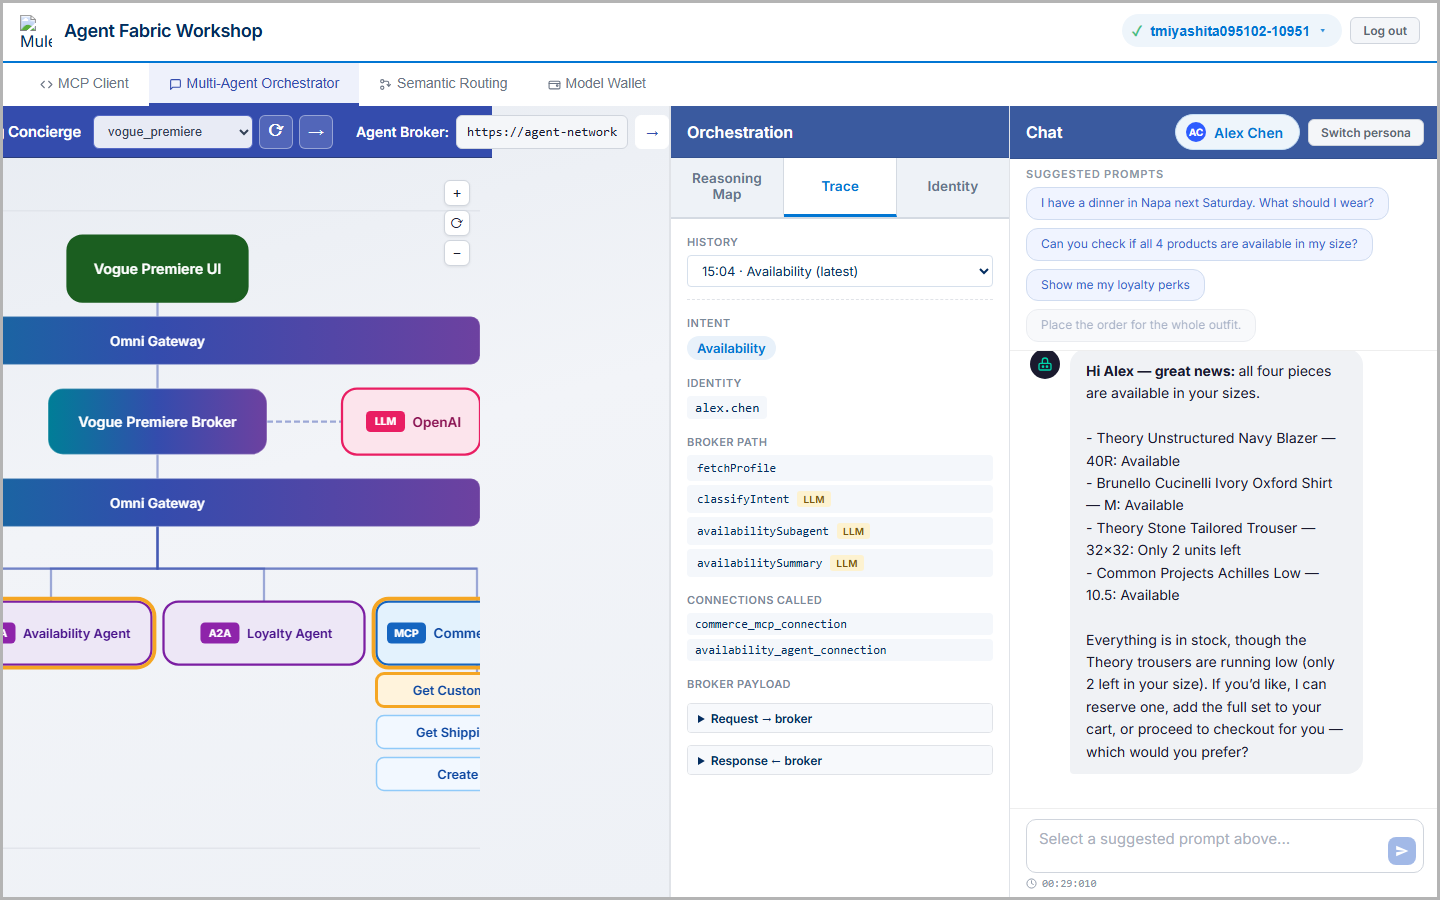 Mule
Agent Fabric Workshop
✓ tmiyashita095102-10951
Log out
MCP Client
Multi-Agent Orchestrator
Semantic Routing
Model Wallet
Concierge
vogue_premiere
→
Agent Broker:
https://agent-network
→
+
−
Vogue Premiere UI
Omni Gateway
Vogue Premiere Broker
LLM OpenAI
Omni Gateway
Availability Agent
A2A Loyalty Agent
MCP Comme
Get Custon
Get Shippi
Create
Orchestration
Reasoning
Map
Trace
Identity
HISTORY
15:04 · Availability (latest)
INTENT
Availability
IDENTITY
alex.chen
BROKER PATH
fetchProfile
classifyIntent LLM
availabilitySubagent LLM
availabilitySummary LLM
CONNECTIONS CALLED
commerce_mcp_connection
availability_agent_connection
BROKER PAYLOAD
▶ Request → broker
▶ Response ← broker
Chat
AC Alex Chen
Switch persona
SUGGESTED PROMPTS
I have a dinner in Napa next Saturday. What should I wear?
Can you check if all 4 products are available in my size?
Show me my loyalty perks
Place the order for the whole outfit.
Hi Alex — great news: all four pieces
are available in your sizes.
- Theory Unstructured Navy Blazer —
40R: Available
- Brunello Cucinelli Ivory Oxford Shirt
— M: Available
- Theory Stone Tailored Trouser —
32×32: Only 2 units left
- Common Projects Achilles Low —
10.5: Available
Everything is in stock, though the
Theory trousers are running low (only
2 left in your size). If you’d like, I can
reserve one, add the full set to your
cart, or proceed to checkout for you —
which would you prefer?
Select a suggested prompt above...
00:29:010